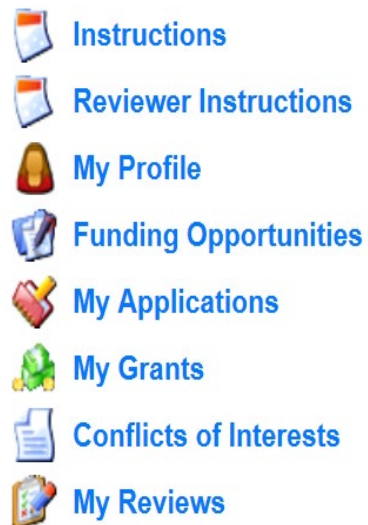 Instructions
Reviewer Instructions
My Profile
Funding Opportunities
My Applications
My Grants
Conflicts of Interests
My Reviews